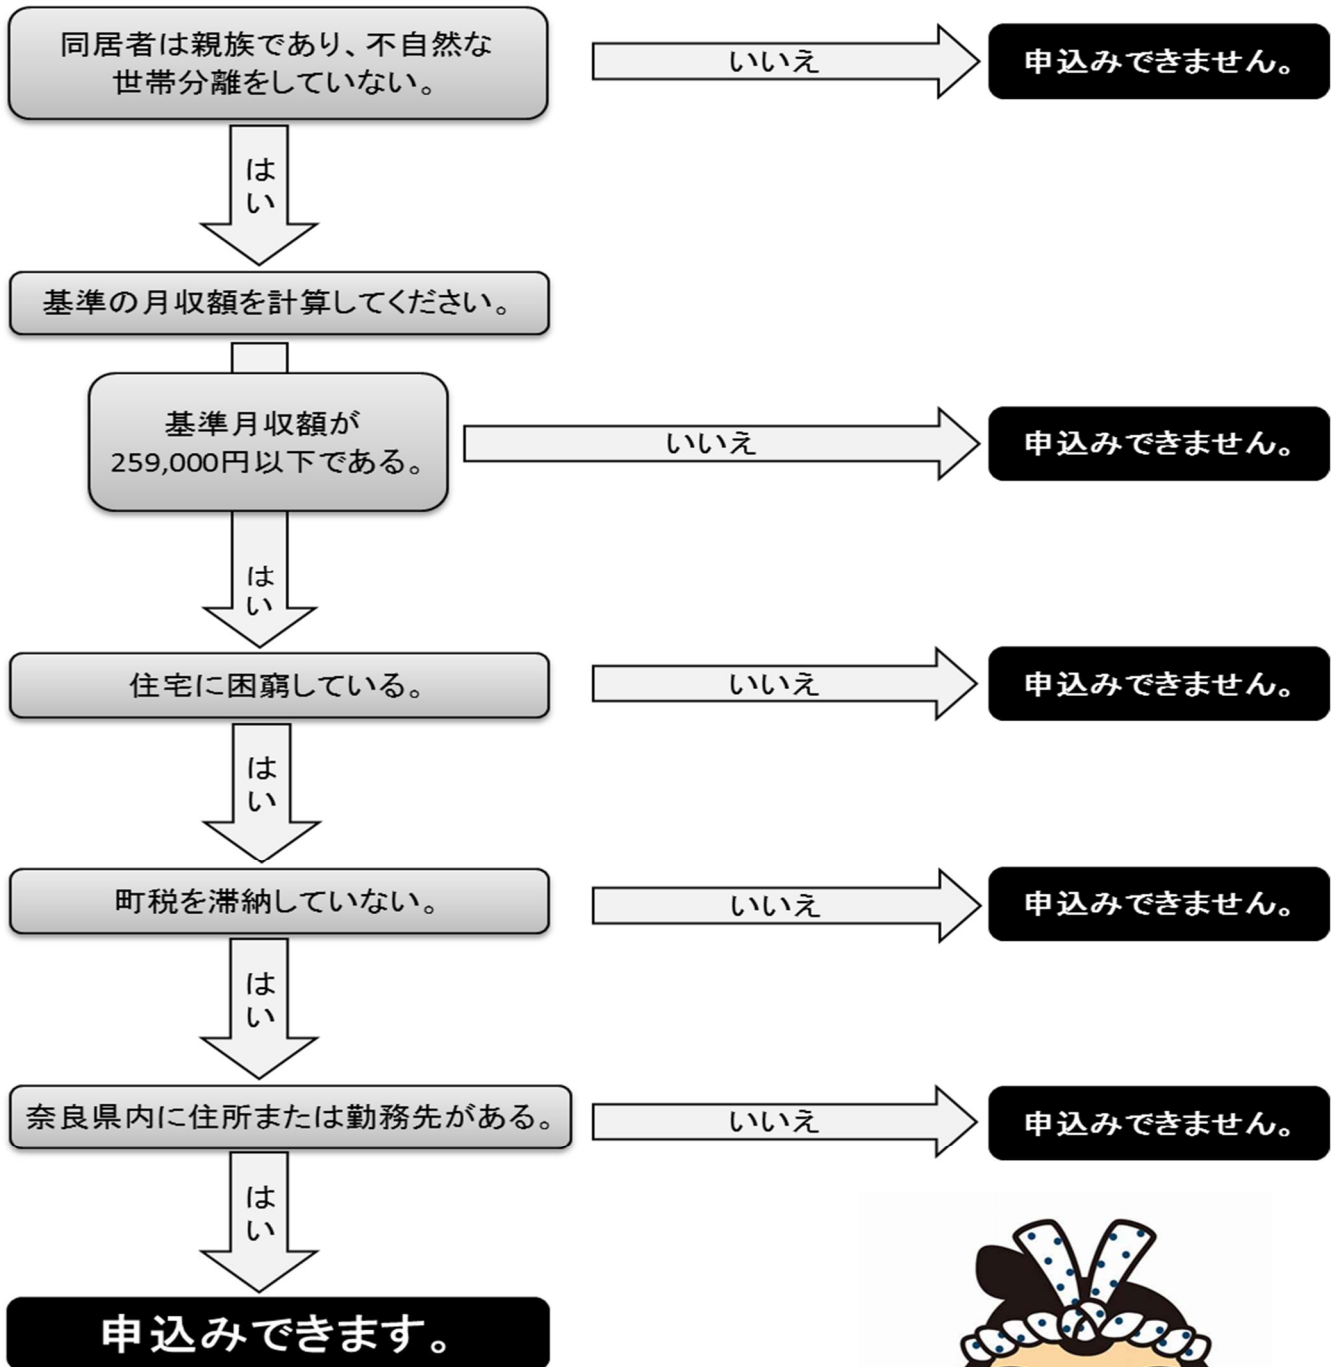 同居者は親族であり、不自然な
世帯分離をしていない。
いいえ
申込みできません。
はい
基準の月収額を計算してください。
基準月収額が
259,000円以下である。
いいえ
申込みできません。
はい
住宅に困窮している。
いいえ
申込みできません。
はい
町税を滞納していない。
いいえ
申込みできません。
はい
奈良県内に住所または勤務先がある。
いいえ
申込みできません。
はい
申込みできます。